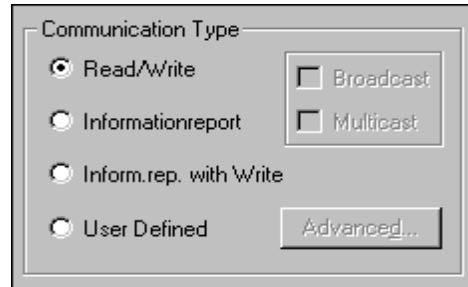 Communication Type
Read/Write
Broadcast
Informationreport
Multicast
Inform.rep. with Write
User Defined
Advanced...